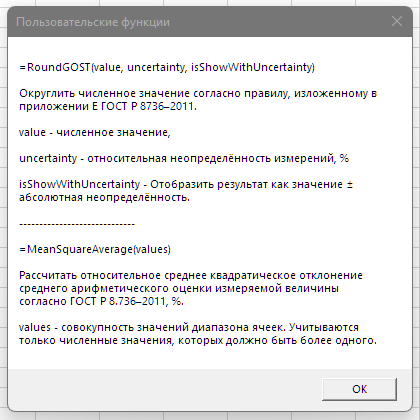 Пользовательские функции
=RoundGOST(value, uncertainty, isShowWithUncertainty)
Округлить численное значение согласно правилу, изложенному в
приложении Е ГОСТ Р 8736–2011.
value - численное значение,
uncertainty - относительная неопределённость измерений, %
isShowWithUncertainty - Отобразить результат как значение ±
абсолютная неопределённость.
-----------------------------
=MeanSquareAverage(values)
Рассчитать относительное среднее квадратическое отклонение
среднего арифметического оценки измеряемой величины
согласно ГОСТ Р 8.736–2011, %.
values - совокупность значений диапазона ячеек. Учитываются
только численные значения, которых должно быть более одного.
ОК